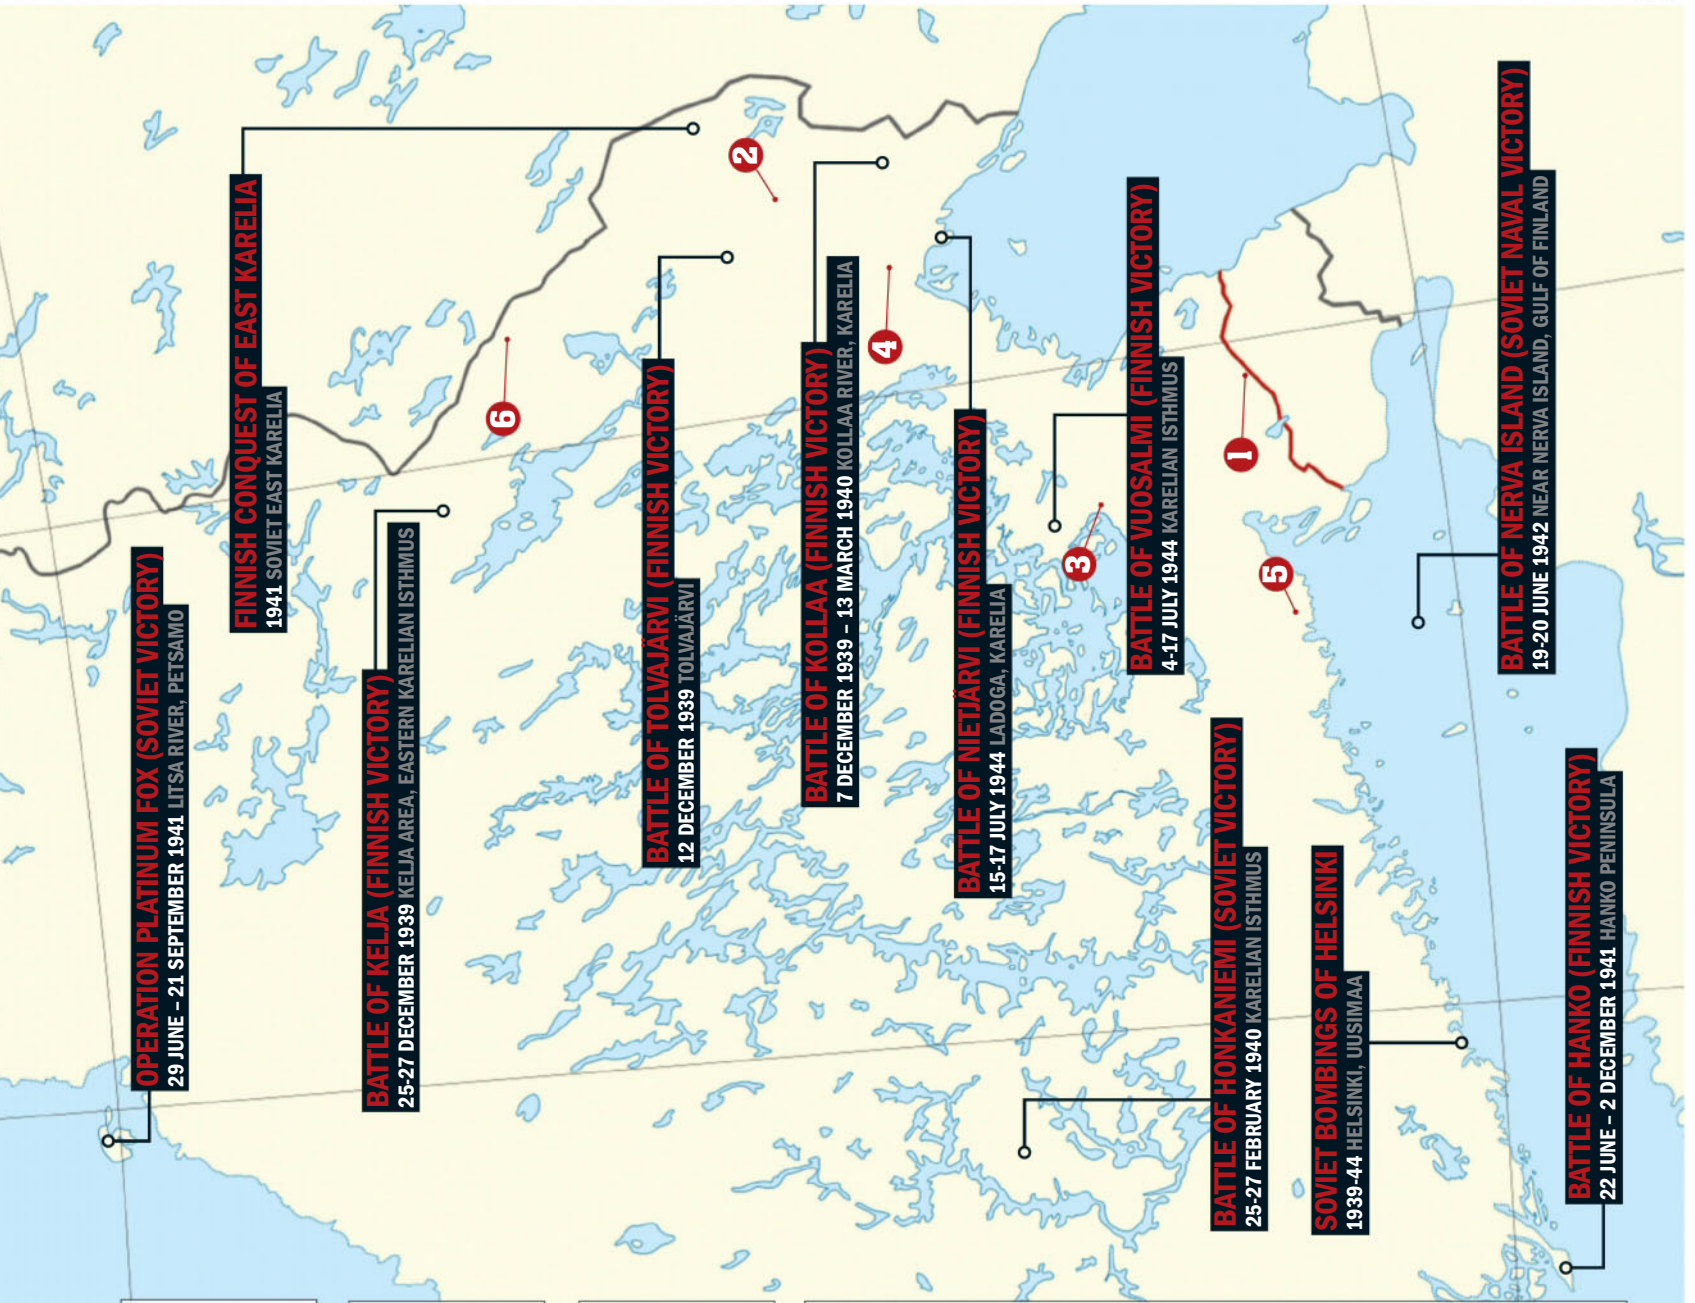 OPERATION PLATINUM FOX (SOVIET VICTORY)
29 JUNE – 21 SEPTEMBER 1941 LITSA RIVER, PETSAMO
FINNISH CONQUEST OF EAST KARELIA
1941 SOVIET EAST KARELIA
BATTLE OF KELJA (FINNISH VICTORY)
25-27 DECEMBER 1939 KELJA AREA, EASTERN KARELIAN ISTHMUS
6
BATTLE OF TOLVAJÄRVI (FINNISH VICTORY)
12 DECEMBER 1939 TOLVAJÄRVI
2
BATTLE OF KOLLAA (FINNISH VICTORY)
7 DECEMBER 1939 – 13 MARCH 1940 KOLLAA RIVER, KARELIA
4
BATTLE OF NIETJÄRVI (FINNISH VICTORY)
15-17 JULY 1944 LADOGA, KARELIA
3
BATTLE OF VUOSALMI (FINNISH VICTORY)
4-17 JULY 1944 KARELIAN ISTHMUS
BATTLE OF HONKANIEMI (SOVIET VICTORY)
25-27 FEBRUARY 1940 KARELIAN ISTHMUS
1
5
SOVIET BOMBINGS OF HELSINKI
1939-44 HELSINKI, UUSIMAA
BATTLE OF NERVA ISLAND (SOVIET NAVAL VICTORY)
19-20 JUNE 1942 NEAR NERVA ISLAND, GULF OF FINLAND
BATTLE OF HANKO (FINNISH VICTORY)
22 JUNE – 2 DECEMBER 1941 HANKO PENINSULA